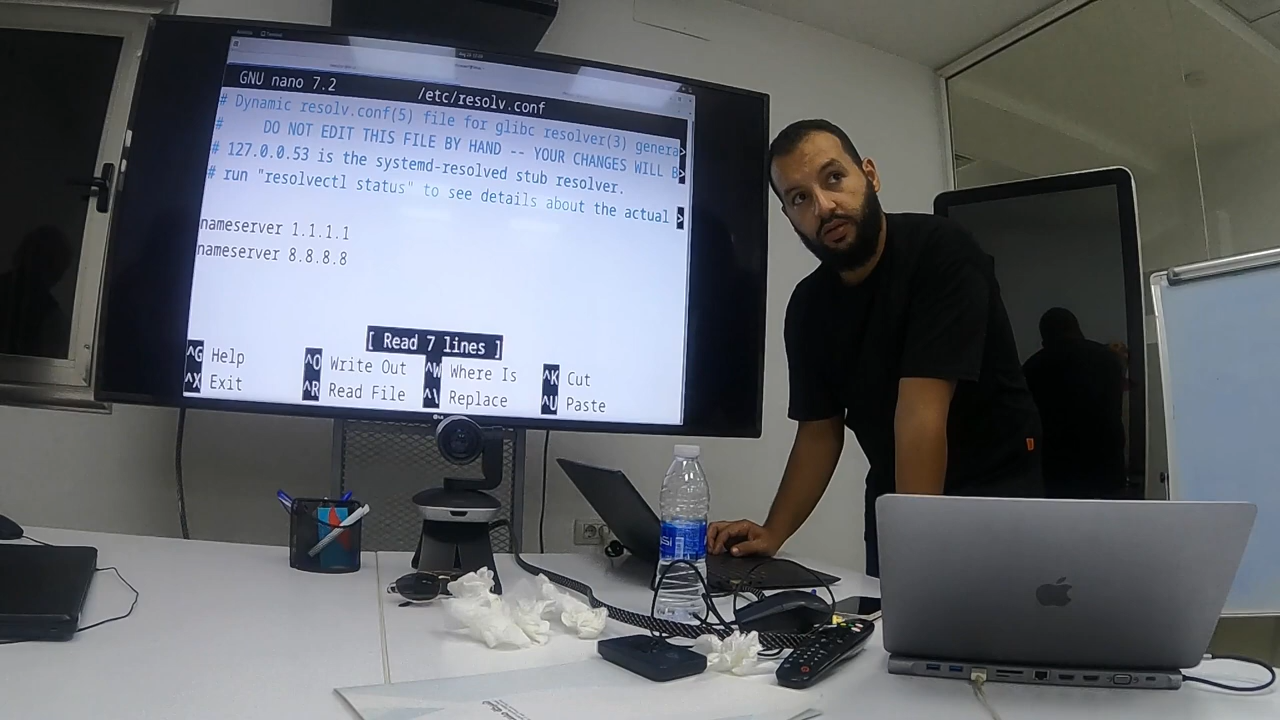 GNU nano 7.2 /etc/resolv.conf
# Dynamic resolv.conf(5) file for glibc resolver(3) genera>
# DO NOT EDIT THIS FILE BY HAND -- YOUR CHANGES WILL B>
# 127.0.0.53 is the systemd-resolved stub resolver.
# run "resolvectl status" to see details about the actual >
nameserver 1.1.1.1
nameserver 8.8.8.8
[ Read 7 lines ]
^G Help ^O Write Out ^W Where Is ^K Cut
^X Exit ^R Read File ^\ Replace ^U Paste
LG